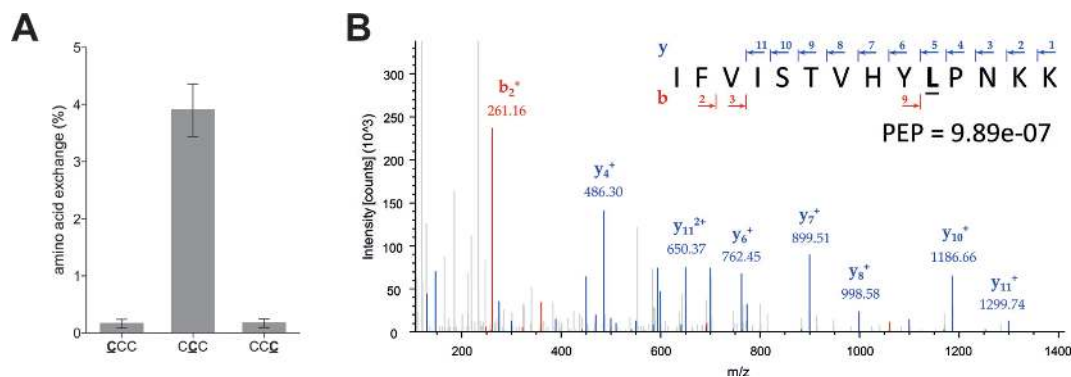 A
amino acid exchange (%)
5
4
3
2
1
0
CCC
CCC
CCC
B
Intensity [counts] (10^3)
300
250
200
150
100
50
0
200
400
600
800
1000
1200
1400
m/z
y
11 10 9 8 7 6 5 4 3 2 1
I F V I S T V H Y L P N K K
b
2 3 9
PEP = 9.89e-07
b₂⁺
261.16
y₄⁺
486.30
y₁₁²⁺
650.37
y₆⁺
762.45
y₇⁺
899.51
y₈⁺
998.58
y₁₀⁺
1186.66
y₁₁⁺
1299.74